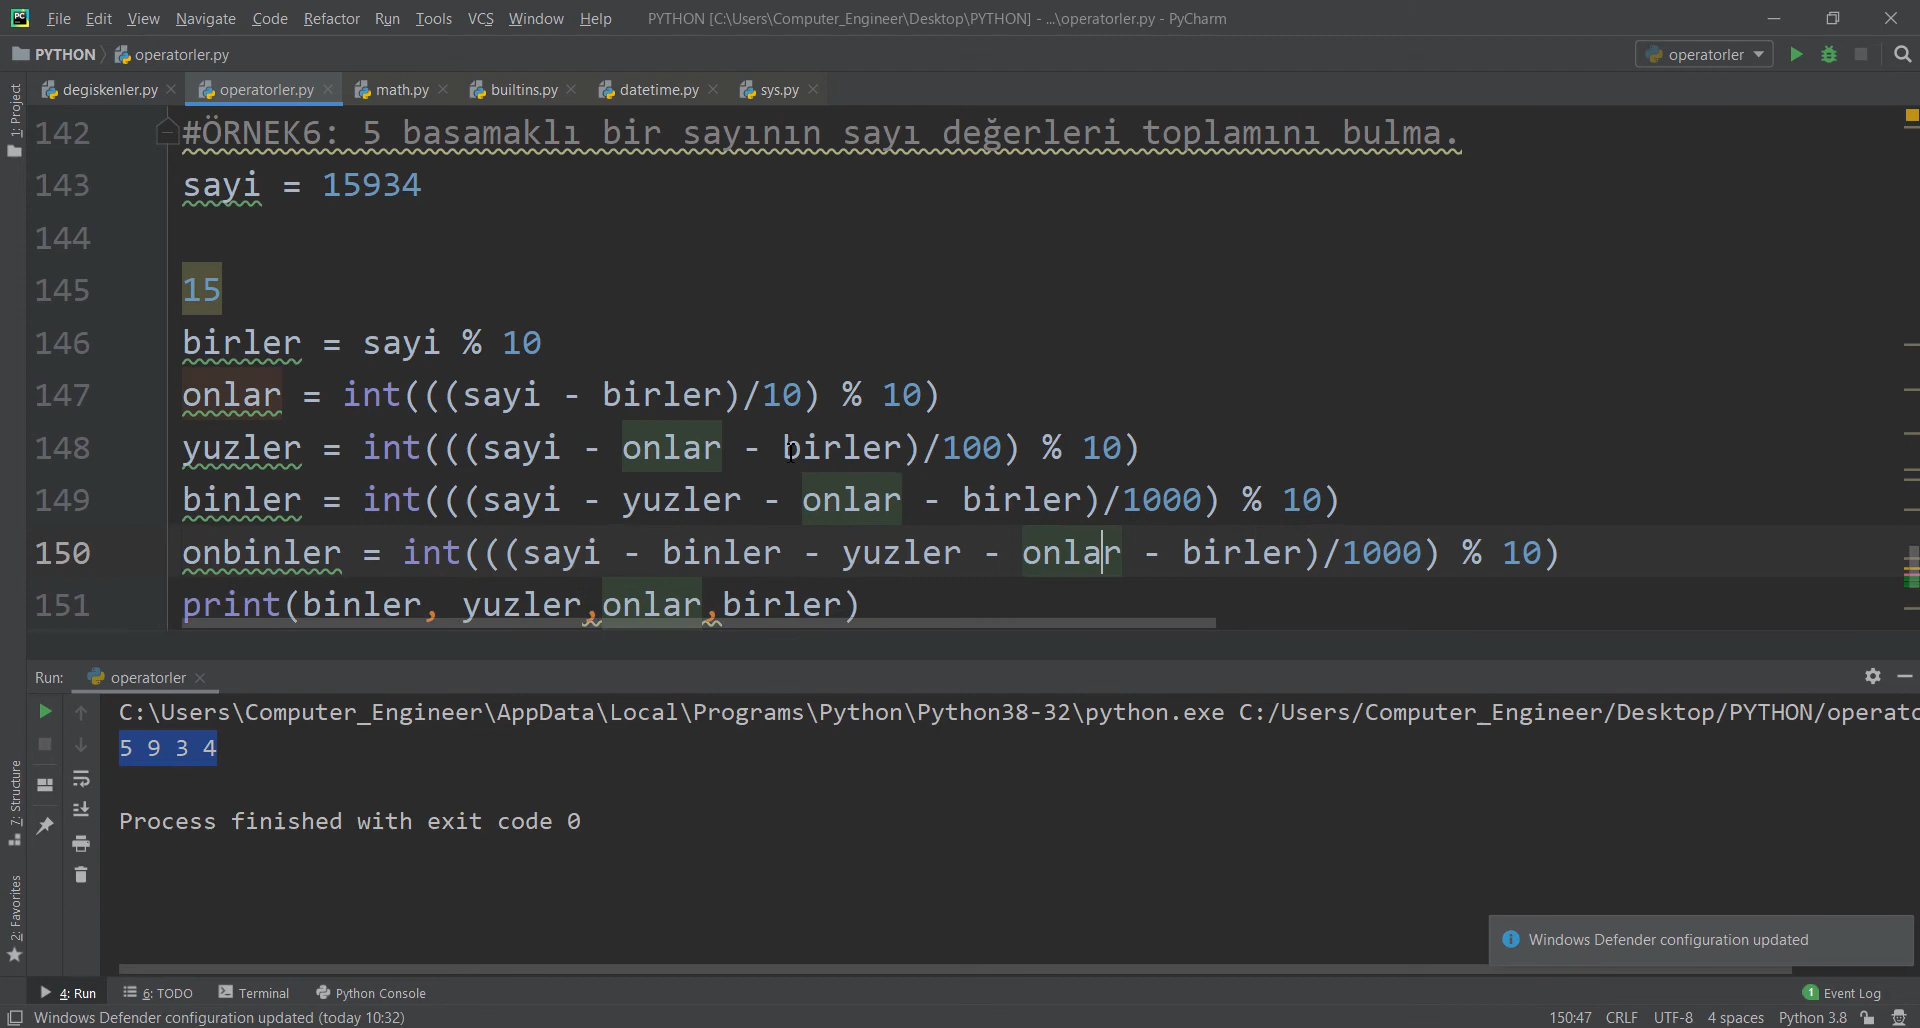 File Edit View Navigate Code Refactor Run Tools VCS Window Help PYTHON [C:\Users\Computer_Engineer\Desktop\PYTHON] - ...\operatorler.py - PyCharm
PYTHON operatorler.py operatorler
degiskenler.py operatorler.py math.py builtins.py datetime.py sys.py
1: Project
142 #ÖRNEK6: 5 basamaklı bir sayının sayı değerleri toplamını bulma.
143 sayi = 15934
144
145 15
146 birler = sayi % 10
147 onlar = int(((sayi - birler)/10) % 10)
148 yuzler = int(((sayi - onlar - birler)/100) % 10)
149 binler = int(((sayi - yuzler - onlar - birler)/1000) % 10)
150 onbinler = int(((sayi - binler - yuzler - onlar - birler)/1000) % 10)
151 print(binler, yuzler,onlar,birler)
Run: operatorler
C:\Users\Computer_Engineer\AppData\Local\Programs\Python\Python38-32\python.exe C:/Users/Computer_Engineer/Desktop/PYTHON/operato
5 9 3 4
Process finished with exit code 0
7: Structure
2: Favorites
Windows Defender configuration updated
4: Run 6: TODO Terminal Python Console 1 Event Log
Windows Defender configuration updated (today 10:32) 150:47 CRLF UTF-8 4 spaces Python 3.8